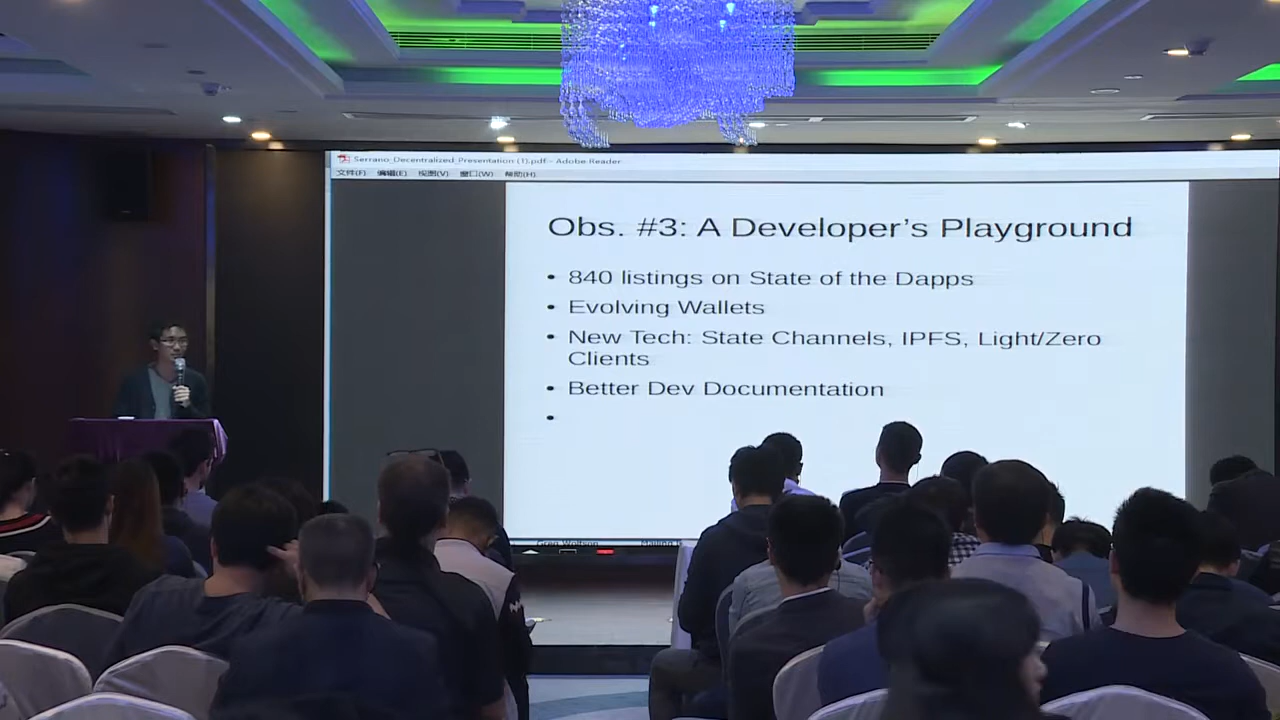 Serrano_Decentralized_Presentation (1).pdf - Adobe Reader
文件(F) 编辑(E) 视图(V) 窗口(W) 帮助(H)
Obs. #3: A Developer's Playground
• 840 listings on State of the Dapps
• Evolving Wallets
• New Tech: State Channels, IPFS, Light/Zero
Clients
• Better Dev Documentation
•